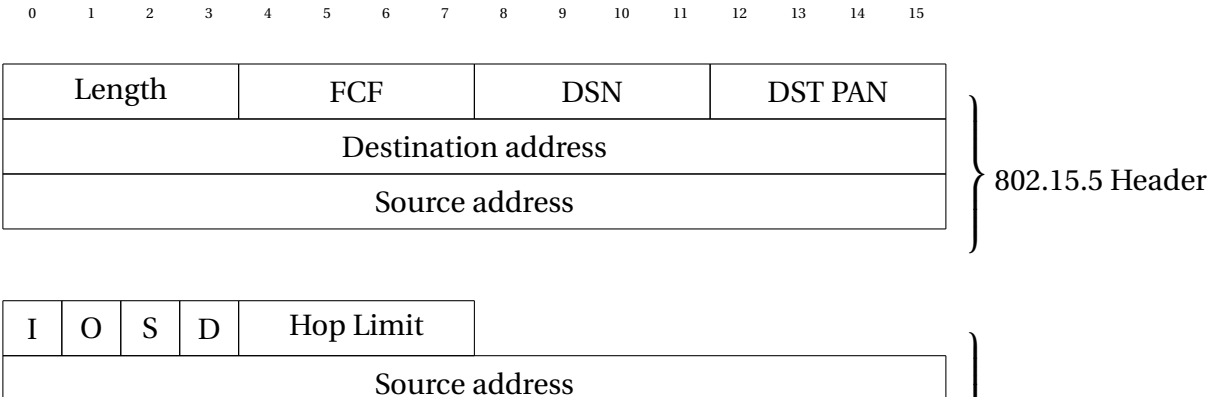 0 1 2 3 4 5 6 7 8 9 10 11 12 13 14 15
Length FCF DSN DST PAN
Destination address
Source address
802.15.5 Header
I O S D Hop Limit
Source address